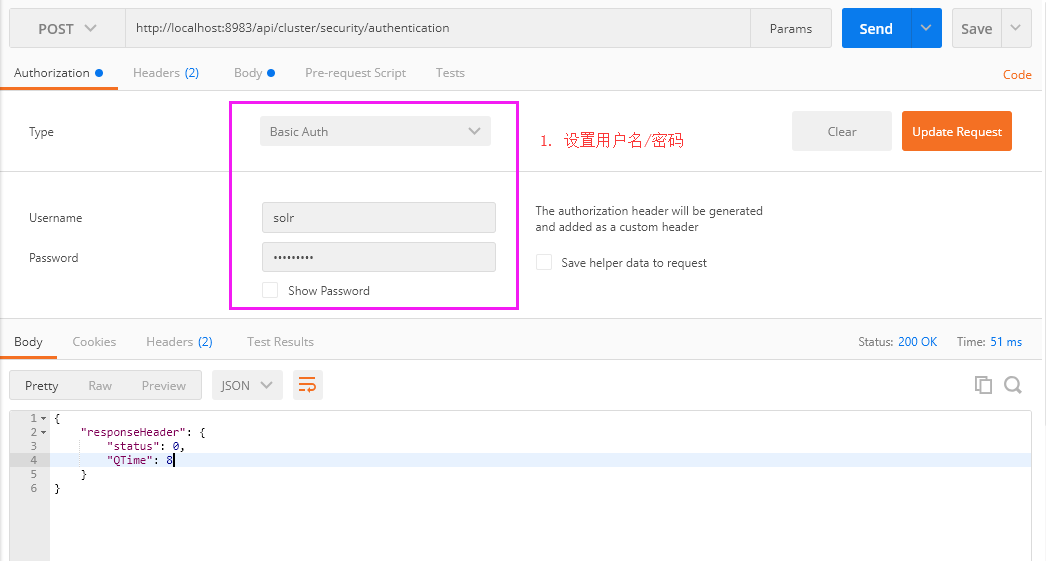 POST http://localhost:8983/api/cluster/security/authentication Params Send Save
Authorization Headers (2) Body Pre-request Script Tests Code
Type Basic Auth 1. 设置用户名/密码 Clear Update Request
Username solr The authorization header will be generated
and added as a custom header
Password ••••••••• Save helper data to request
Show Password
Body Cookies Headers (2) Test Results Status: 200 OK Time: 51 ms
Pretty Raw Preview JSON
1 {
2 "responseHeader": {
3 "status": 0,
4 "QTime": 8
5 }
6 }